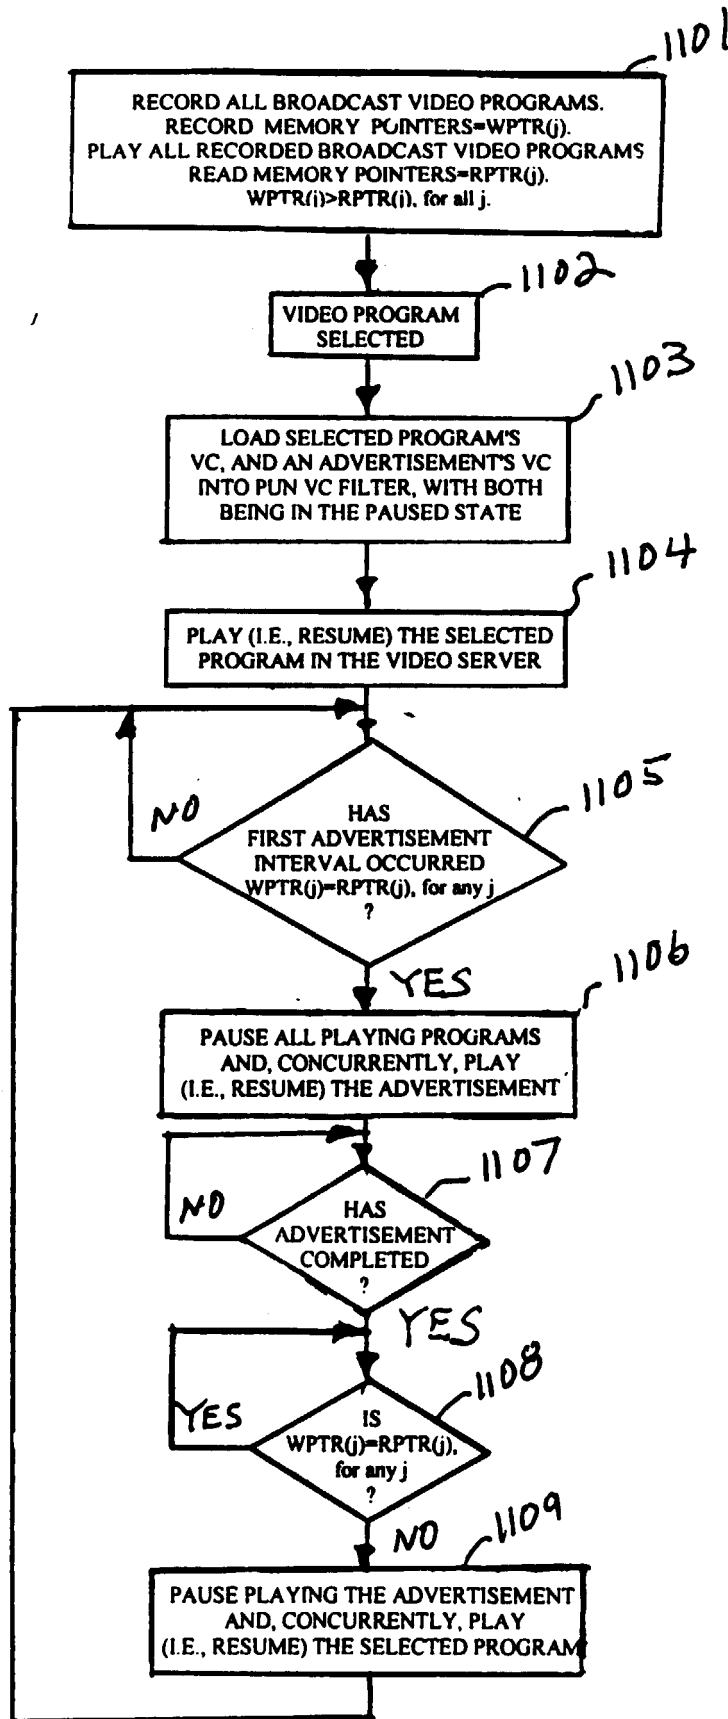 1101
RECORD ALL BROADCAST VIDEO PROGRAMS.
RECORD MEMORY POINTERS=WPTR(j).
PLAY ALL RECORDED BROADCAST VIDEO PROGRAMS
READ MEMORY POINTERS=RPTR(j).
WPTR(j)>RPTR(j), for all j.
1102
VIDEO PROGRAM
SELECTED
1103
LOAD SELECTED PROGRAM'S
VC, AND AN ADVERTISEMENT'S VC
INTO PUN VC FILTER, WITH BOTH
BEING IN THE PAUSED STATE
1104
PLAY (I.E., RESUME) THE SELECTED
PROGRAM IN THE VIDEO SERVER
1105
NO
HAS
FIRST ADVERTISEMENT
INTERVAL OCCURRED
WPTR(j)=RPTR(j), for any j
?
YES
1106
PAUSE ALL PLAYING PROGRAMS
AND, CONCURRENTLY, PLAY
(I.E., RESUME) THE ADVERTISEMENT
1107
NO
HAS
ADVERTISEMENT
COMPLETED
?
YES
1108
YES
IS
WPTR(j)=RPTR(j),
for any j
?
NO
1109
PAUSE PLAYING THE ADVERTISEMENT
AND, CONCURRENTLY, PLAY
(I.E., RESUME) THE SELECTED PROGRAM